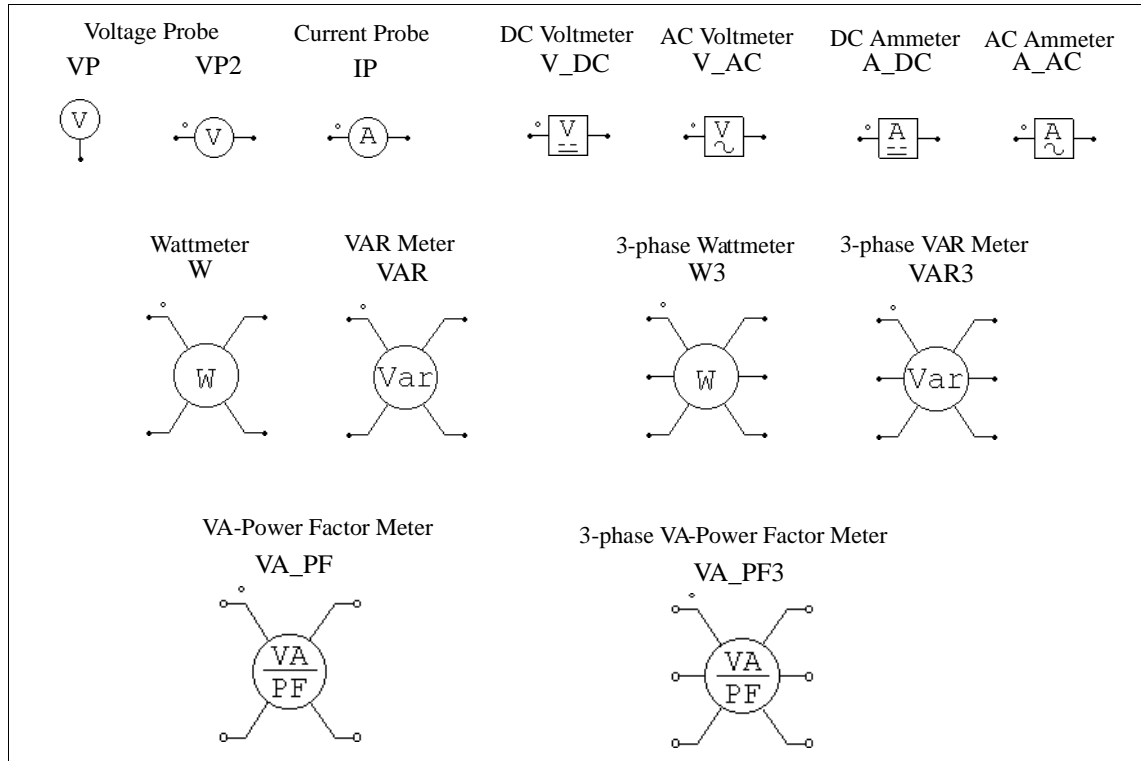 Voltage Probe Current Probe DC Voltmeter AC Voltmeter DC Ammeter AC Ammeter
VP VP2 IP V_DC V_AC A_DC A_AC
V V A V V A A
Wattmeter VAR Meter 3-phase Wattmeter 3-phase VAR Meter
W VAR W3 VAR3
W Var W Var
VA-Power Factor Meter 3-phase VA-Power Factor Meter
VA_PF VA_PF3
VA VA
PF PF